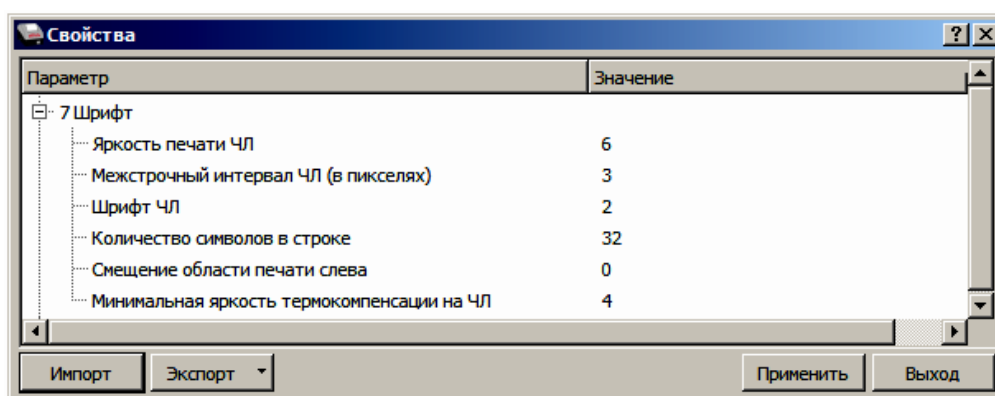 Свойства
Параметр Значение
7 Шрифт
Яркость печати ЧЛ 6
Межстрочный интервал ЧЛ (в пикселях) 3
Шрифт ЧЛ 2
Количество символов в строке 32
Смещение области печати слева 0
Минимальная яркость термокомпенсации на ЧЛ 4
Импорт Экспорт Применить Выход